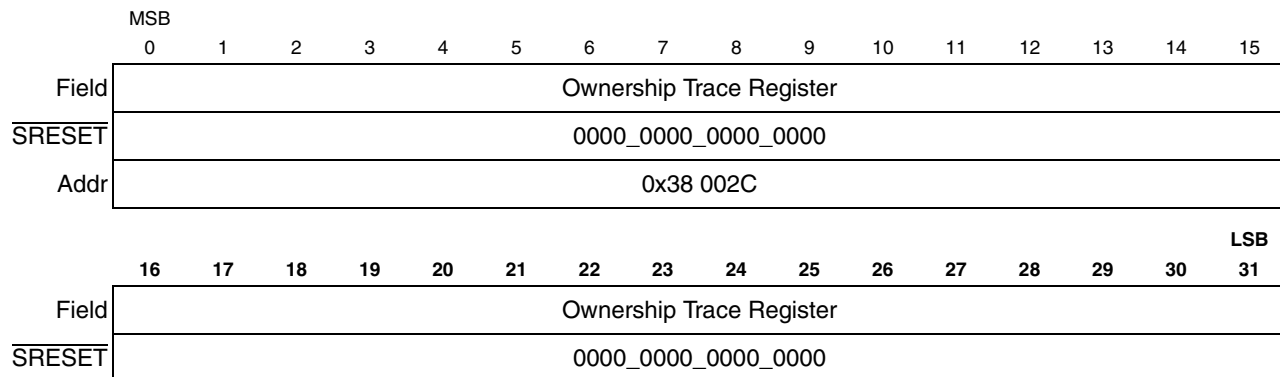 MSB
0 1 2 3 4 5 6 7 8 9 10 11 12 13 14 15
Field Ownership Trace Register
SRESET 0000_0000_0000_0000
Addr 0x38 002C
LSB
16 17 18 19 20 21 22 23 24 25 26 27 28 29 30 31
Field Ownership Trace Register
SRESET 0000_0000_0000_0000